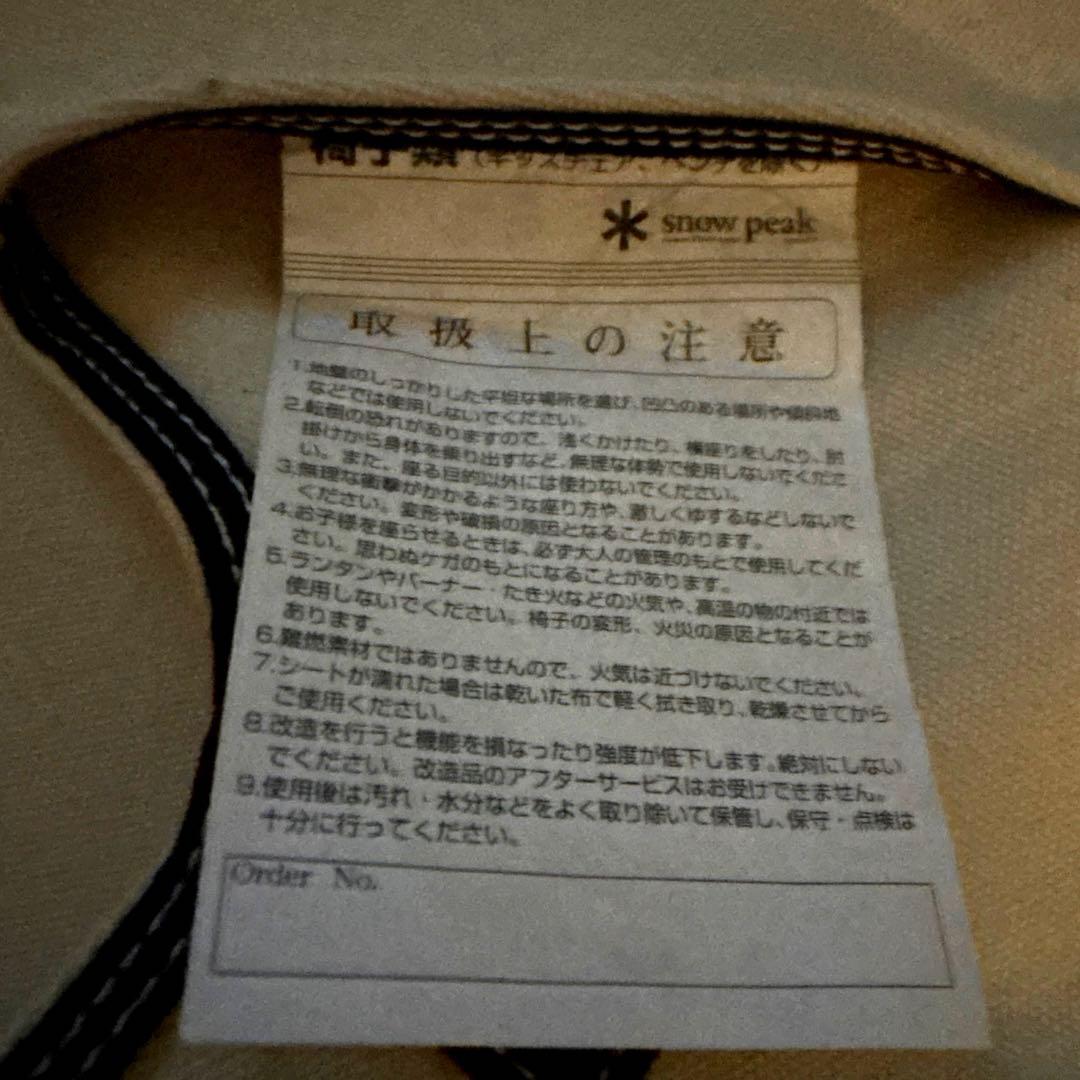 椅子類(キッズチェア、ベンチを除く)
snow peak
取扱上の注意
1.地盤のしっかりした平坦な場所を選び、凹凸のある場所や傾斜地
などでは使用しないでください。
2.転倒の恐れがありますので、浅くかけたり、横座りをしたり、肘
掛けから身体を乗り出すなど、無理な体勢で使用しないでくださ
い。また、座る目的以外には使わないでください。
3.無理な衝撃がかかるような座り方や、激しくゆするなどしないで
ください。変形や破損の原因となることがあります。
4.お子様を座らせるときは、必ず大人の管理のもとで使用してくだ
さい。思わぬケガのもとになることがあります。
5.ランタンやバーナー・たき火などの火気や、高温の物の付近では
使用しないでください。椅子の変形、火災の原因となることが
あります。
6.難燃素材ではありませんので、火気は近づけないでください。
7.シートが濡れた場合は乾いた布で軽く拭き取り、乾燥させてから
ご使用ください。
8.改造を行うと機能を損なったり強度が低下します。絶対にしない
でください。改造品のアフターサービスはお受けできません。
9.使用後は汚れ・水分などをよく取り除いて保管し、保守・点検は
十分に行ってください。
Order No.